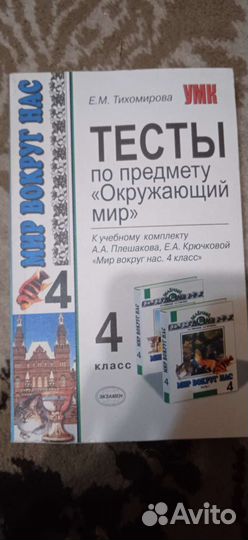 Е.М. Тихомирова
УМК
ТЕСТЫ
по предмету
«Окружающий
мир»
К учебному комплекту
А.А. Плешакова, Е.А. Крючковой
«Мир вокруг нас. 4 класс»
МИР ВОКРУГ НАС
4
4
класс
МИР ВОКРУГ НАС
4
ЭКЗАМЕН
Avito